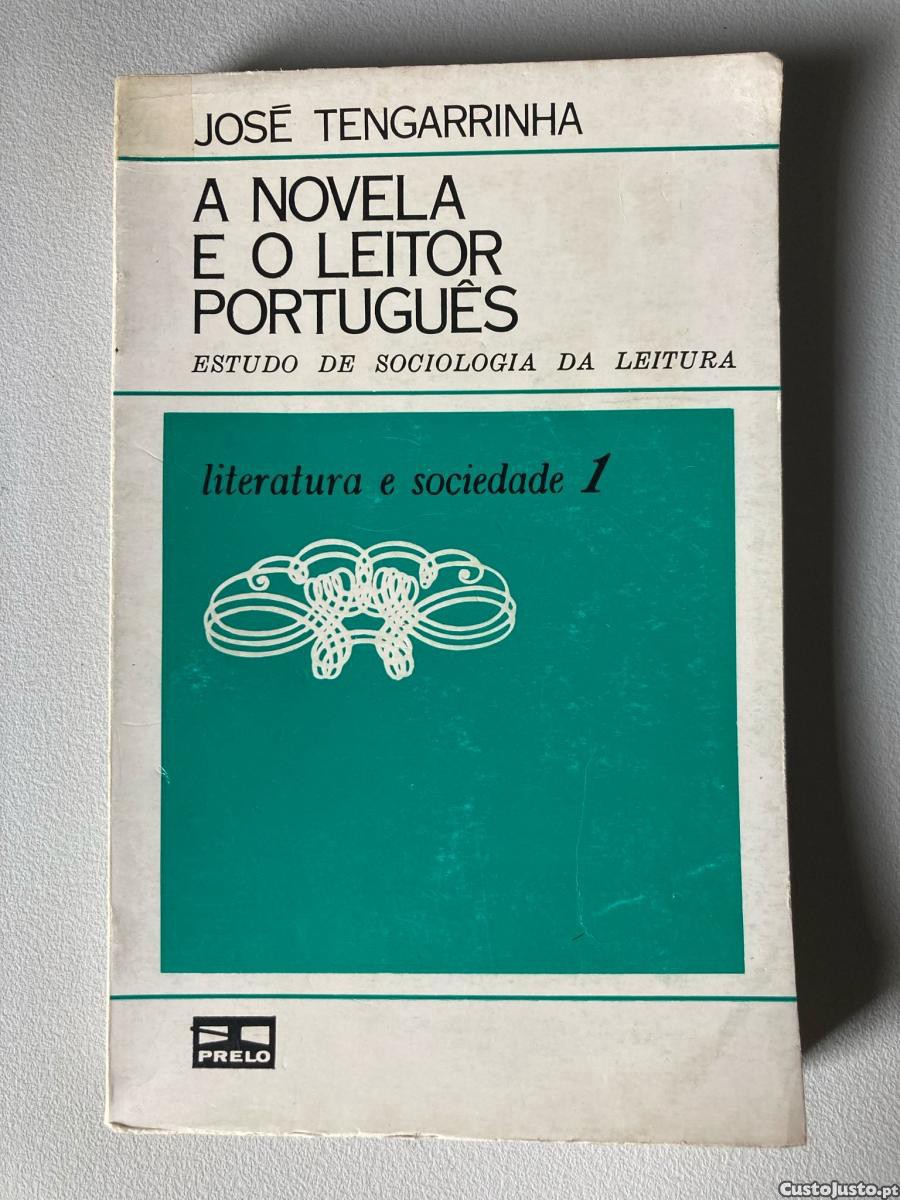 JOSÉ TENGARRINHA
A NOVELA
E O LEITOR
PORTUGUÊS
ESTUDO DE SOCIOLOGIA DA LEITURA
literatura e sociedade 1
PRELO
CustoJusto.pt